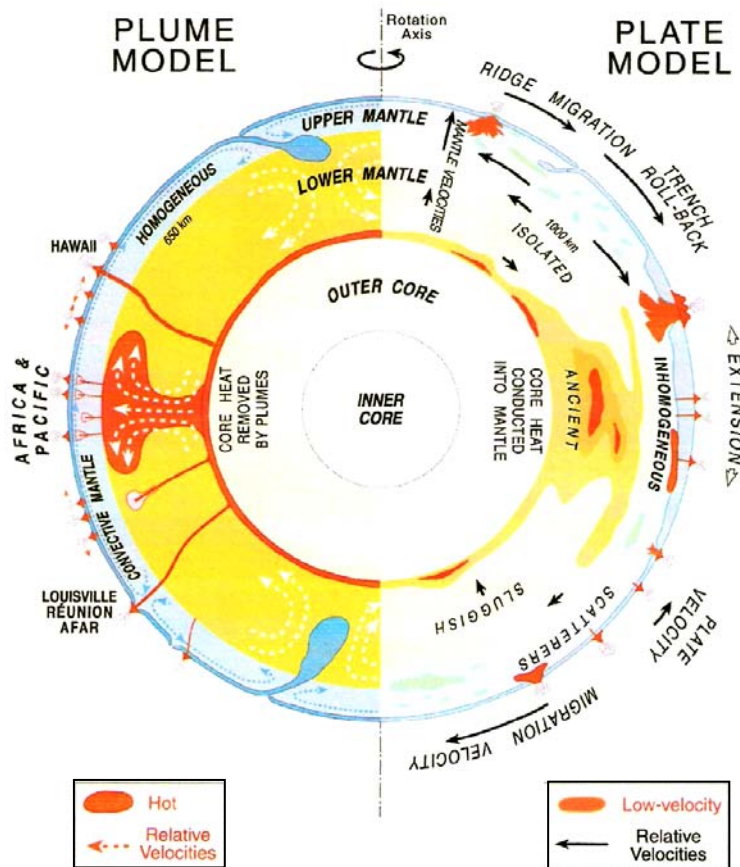 PLUME
MODEL
Rotation
Axis
PLATE
MODEL
RIDGE MIGRATION
TRENCH
ROLL-BACK
UPPER MANTLE
LOWER MANTLE
MANTLE VELOCITIES
HOMOGENEOUS
650 km
1000 km
ISOLATED
HAWAII
OUTER CORE
AFRICA &
PACIFIC
CORE HEAT
REMOVED
BY PLUMES
INNER
CORE
CORE HEAT
CONDUCTED
INTO MANTLE
ANCIENT
INHOMOGENEOUS
EXTENSION
CONVECTIVE MANTLE
LOUISVILLE
RÉUNION
AFAR
SLUGGISH
SCATTERERS
PLATE
VELOCITY
MIGRATION
VELOCITY
Hot
Relative
Velocities
Low-velocity
Relative
Velocities